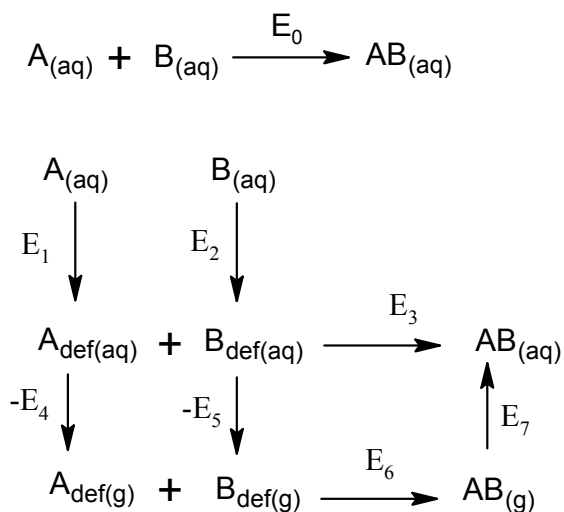 E₀
A(aq) + B(aq) AB(aq)
A(aq) B(aq)
E₁ E₂
E₃
Adef(aq) + Bdef(aq) AB(aq)
-E₄ -E₅ E₇
E₆
Adef(g) + Bdef(g) AB(g)